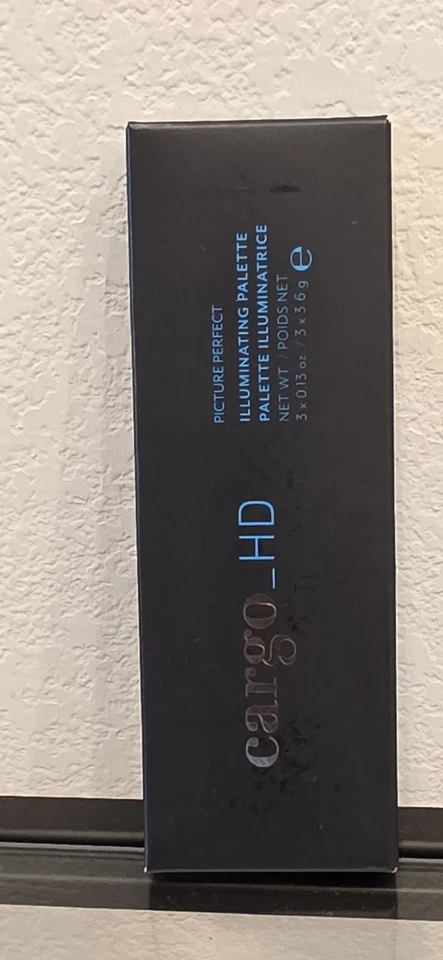 cargo_HD
PICTURE PERFECT
ILLUMINATING PALETTE
PALETTE ILLUMINATRICE
NET WT / POIDS NET
3 x 0.13 oz / 3 x 3.6 g ℮